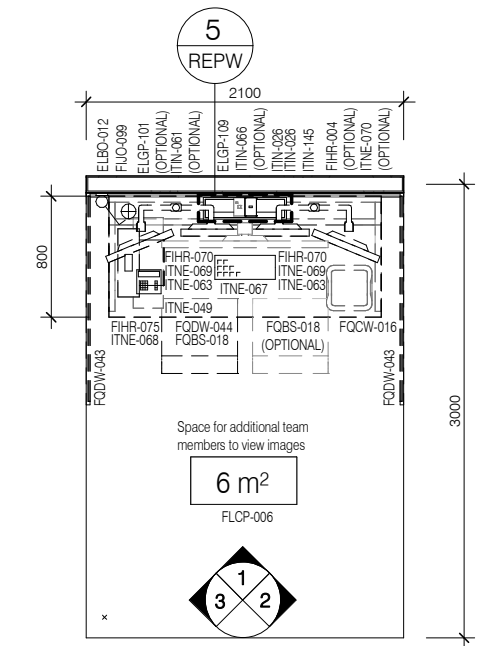 5
REPW
2100
ELBO-012
FIJO-099
ELGP-101
(OPTIONAL)
ITIN-061
(OPTIONAL)
ELGP-109
ITIN-066
(OPTIONAL)
ITIN-026
ITIN-026
ITIN-145
FIHR-004
(OPTIONAL)
ITNE-070
(OPTIONAL)
800
FIHR-070
ITNE-069
ITNE-063
FIHR-070
ITNE-069
ITNE-063
ITNE-067
ITNE-049
FIHR-075
ITNE-068
FQDW-044
FQBS-018
FQBS-018
(OPTIONAL)
FQCW-016
FQDW-043
FQDW-043
3000
Space for additional team
members to view images
6 m²
FLCP-006
1
3
2
x